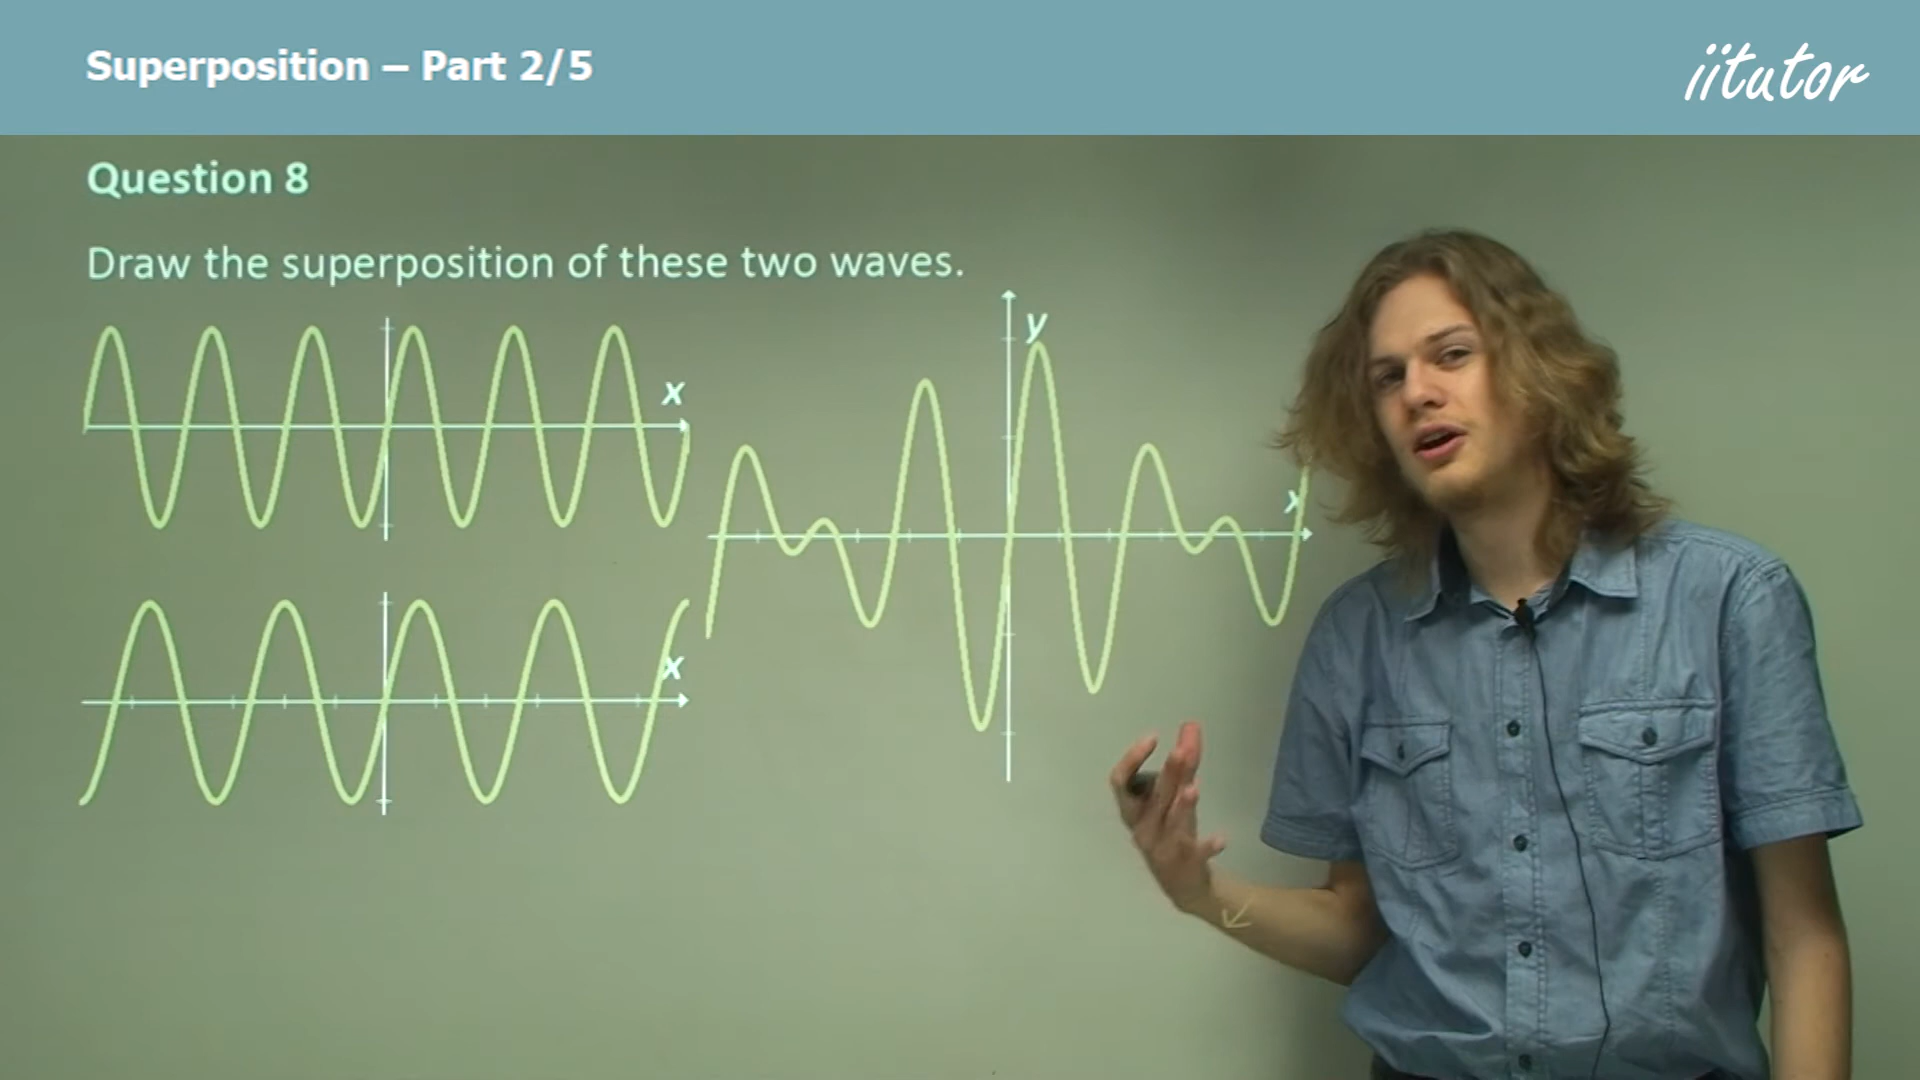 Superposition – Part 2/5
iitutor
Question 8
Draw the superposition of these two waves.
y
x
x
x